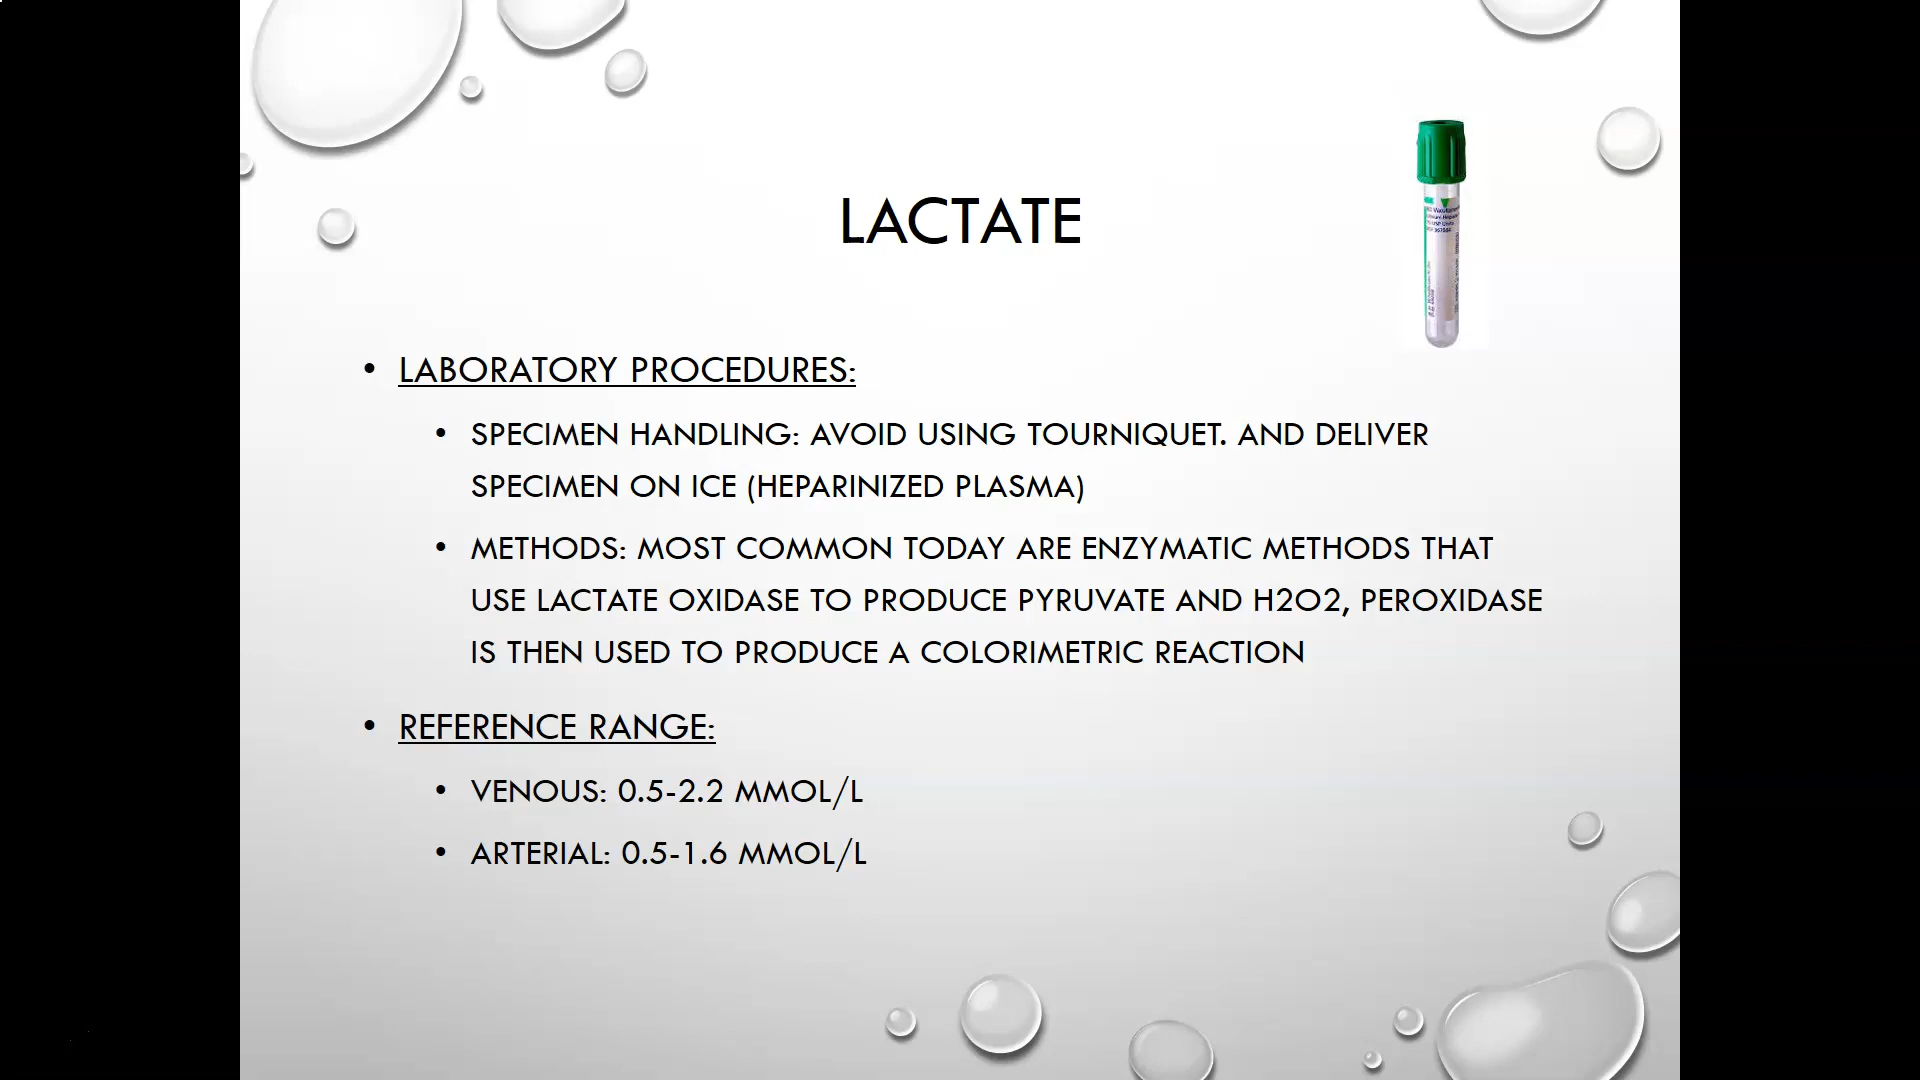 LACTATE
• LABORATORY PROCEDURES:
• SPECIMEN HANDLING: AVOID USING TOURNIQUET. AND DELIVER
SPECIMEN ON ICE (HEPARINIZED PLASMA)
• METHODS: MOST COMMON TODAY ARE ENZYMATIC METHODS THAT
USE LACTATE OXIDASE TO PRODUCE PYRUVATE AND H2O2, PEROXIDASE
IS THEN USED TO PRODUCE A COLORIMETRIC REACTION
• REFERENCE RANGE:
• VENOUS: 0.5-2.2 MMOL/L
• ARTERIAL: 0.5-1.6 MMOL/L